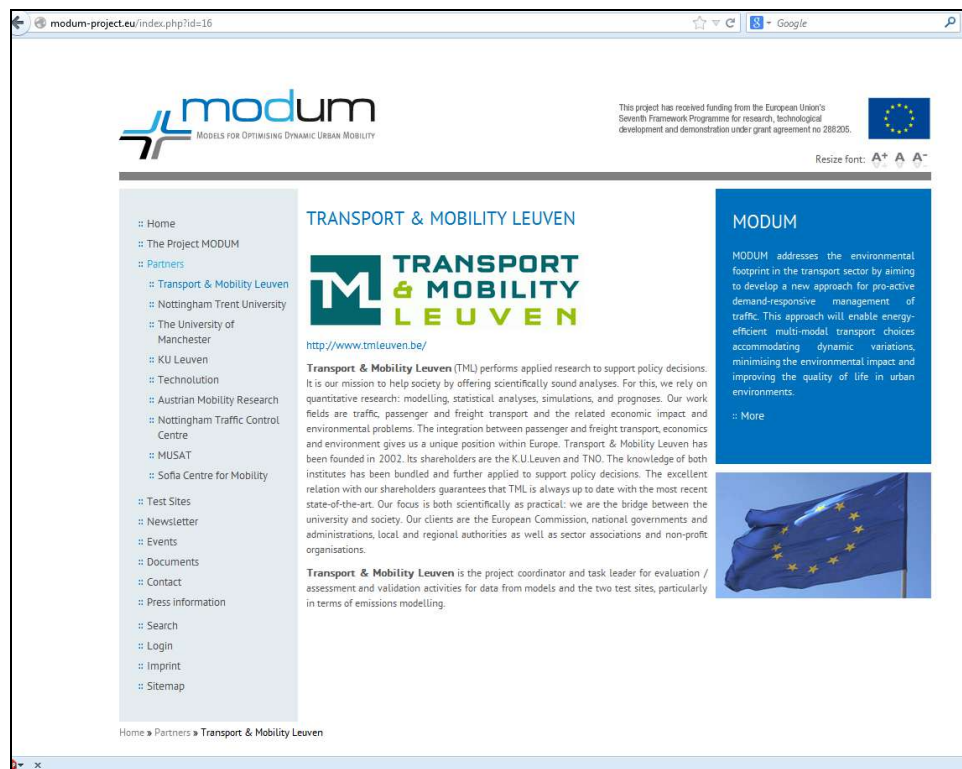 modum-project.eu/index.php?id=16
Google
modum
MODELS FOR OPTIMISING DYNAMIC URBAN MOBILITY
This project has received funding from the European Union's
Seventh Framework Programme for research, technological
development and demonstration under grant agreement no 288205.
Resize font: A+ A A-
:: Home
:: The Project MODUM
:: Partners
:: Transport & Mobility Leuven
:: Nottingham Trent University
:: The University of
Manchester
:: KU Leuven
:: Technolution
:: Austrian Mobility Research
:: Nottingham Traffic Control
Centre
:: MUSAT
:: Sofia Centre for Mobility
:: Test Sites
:: Newsletter
:: Events
:: Documents
:: Contact
:: Press information
:: Search
:: Login
:: Imprint
:: Sitemap
TRANSPORT & MOBILITY LEUVEN
TM
TRANSPORT
& MOBILITY
LEUVEN
http://www.tmleuven.be/
Transport & Mobility Leuven (TML) performs applied research to support policy decisions.
It is our mission to help society by offering scientifically sound analyses. For this, we rely on
quantitative research: modelling, statistical analyses, simulations, and prognoses. Our work
fields are traffic, passenger and freight transport and the related economic impact and
environmental problems. The integration between passenger and freight transport, economics
and environment gives us a unique position within Europe. Transport & Mobility Leuven has
been founded in 2002. Its shareholders are the K.U.Leuven and TNO. The knowledge of both
institutes has been bundled and further applied to support policy decisions. The excellent
relation with our shareholders guarantees that TML is always up to date with the most recent
state-of-the-art. Our focus is both scientifically as practical: we are the bridge between the
university and society. Our clients are the European Commission, national governments and
administrations, local and regional authorities as well as sector associations and non-profit
organisations.
Transport & Mobility Leuven is the project coordinator and task leader for evaluation /
assessment and validation activities for data from models and the two test sites, particularly
in terms of emissions modelling.
MODUM
MODUM addresses the environmental
footprint in the transport sector by aiming
to develop a new approach for pro-active
demand-responsive management of
traffic. This approach will enable energy-
efficient multi-modal transport choices
accommodating dynamic variations,
minimising the environmental impact and
improving the quality of life in urban
environments.
:: More
Home » Partners » Transport & Mobility Leuven